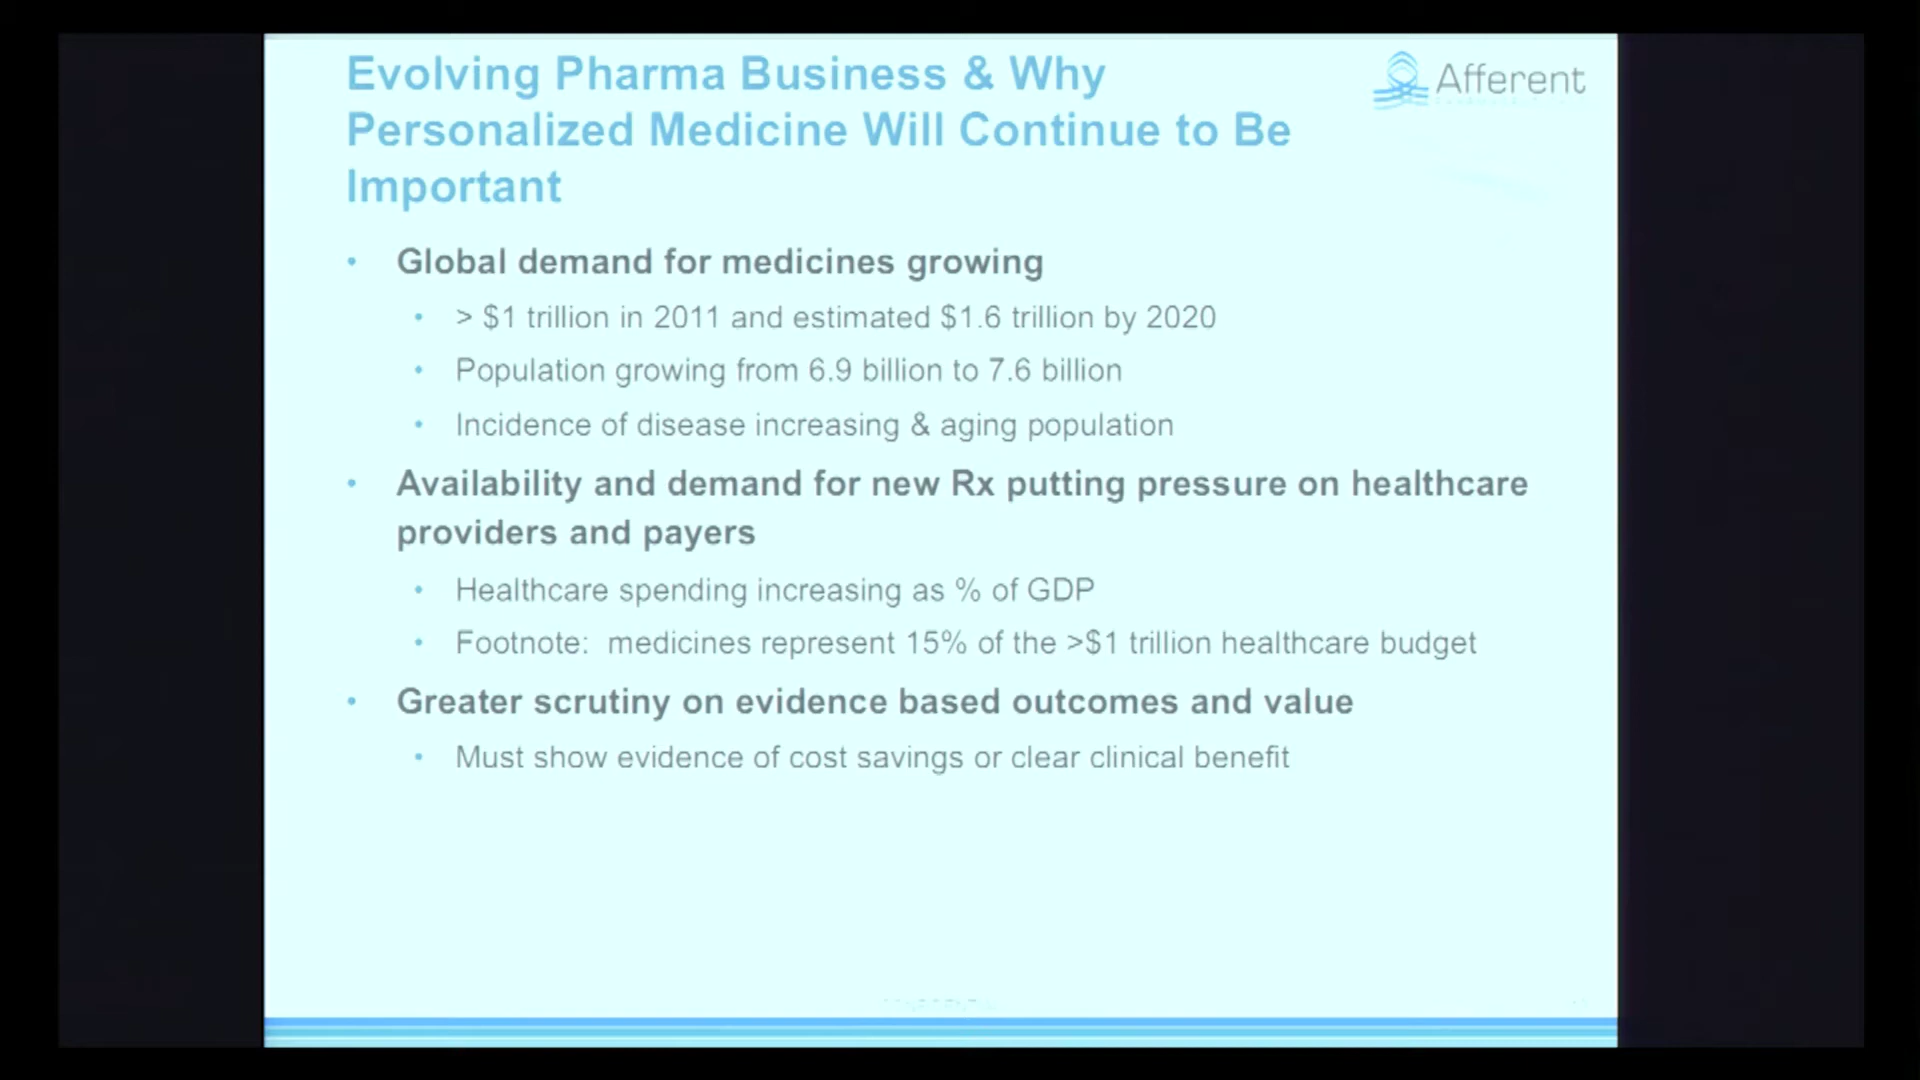 Evolving Pharma Business & Why
Personalized Medicine Will Continue to Be
Important
Afferent
• Global demand for medicines growing
• > $1 trillion in 2011 and estimated $1.6 trillion by 2020
• Population growing from 6.9 billion to 7.6 billion
• Incidence of disease increasing & aging population
• Availability and demand for new Rx putting pressure on healthcare
providers and payers
• Healthcare spending increasing as % of GDP
• Footnote: medicines represent 15% of the >$1 trillion healthcare budget
• Greater scrutiny on evidence based outcomes and value
• Must show evidence of cost savings or clear clinical benefit